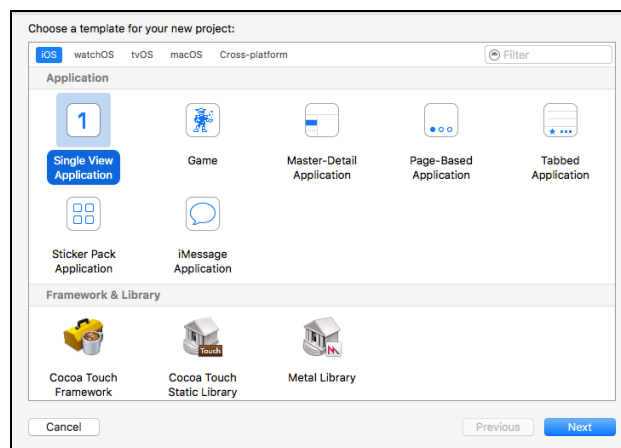 Choose a template for your new project:
iOS watchOS tvOS macOS Cross-platform Filter
Application
1
Single View Application
Game
Master-Detail Application
Page-Based Application
Tabbed Application
Sticker Pack Application
iMessage Application
Framework & Library
Touch
Cocoa Touch Framework
Cocoa Touch Static Library
Metal Library
Cancel Previous Next